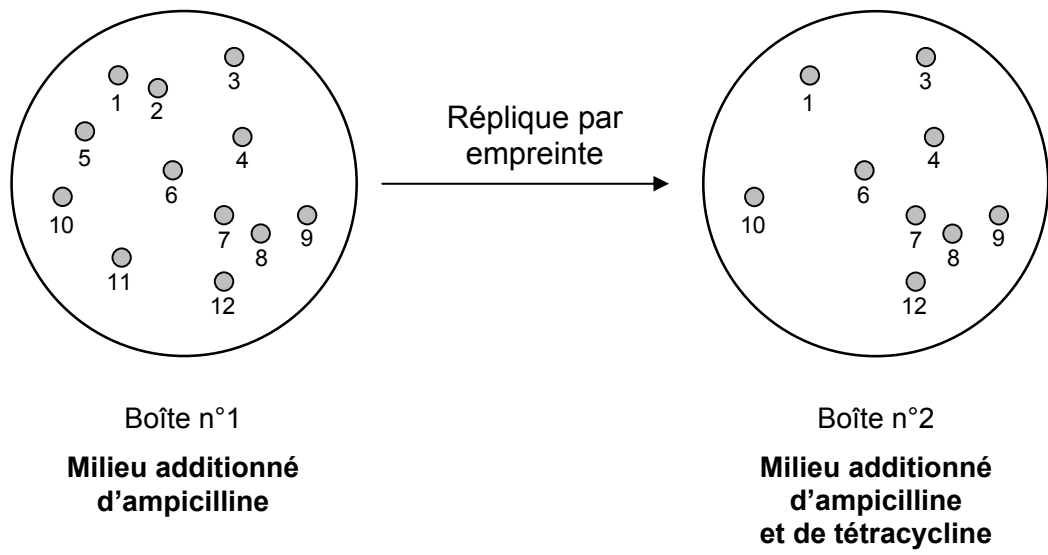 3
1
2
5
4
6
10
7
8
9
11
12
Réplique par
empreinte
1
3
4
6
10
7
8
9
12
Boîte n°1
Milieu additionné
d’ampicilline
Boîte n°2
Milieu additionné
d’ampicilline
et de tétracycline